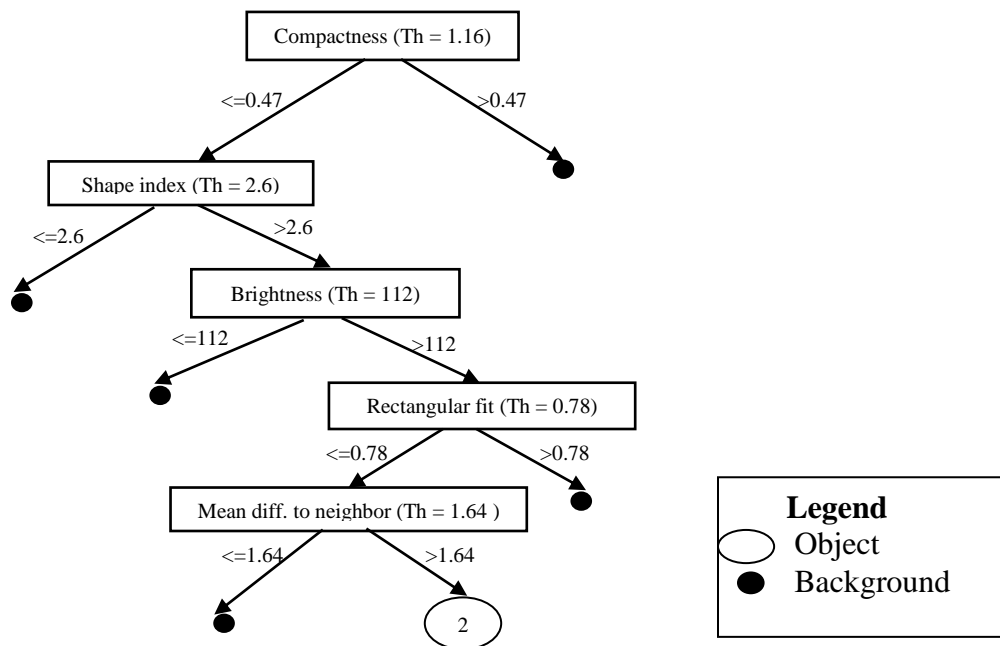 Compactness (Th = 1.16)
<=0.47
>0.47
Shape index (Th = 2.6)
<=2.6
>2.6
Brightness (Th = 112)
<=112
>112
Rectangular fit (Th = 0.78)
<=0.78
>0.78
Mean diff. to neighbor (Th = 1.64 )
<=1.64
>1.64
2
Legend
Object
Background